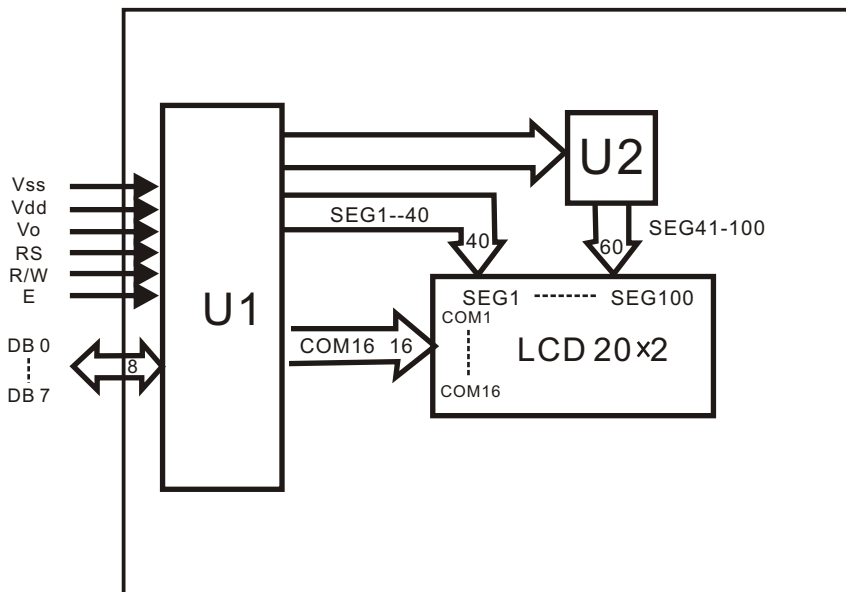 U2
Vss
Vdd
Vo
RS
R/W
E
SEG1--40
40
60
SEG41-100
U1
SEG1 SEG100
COM1
COM16 16
LCD 20×2
COM16
DB 0
8
DB 7